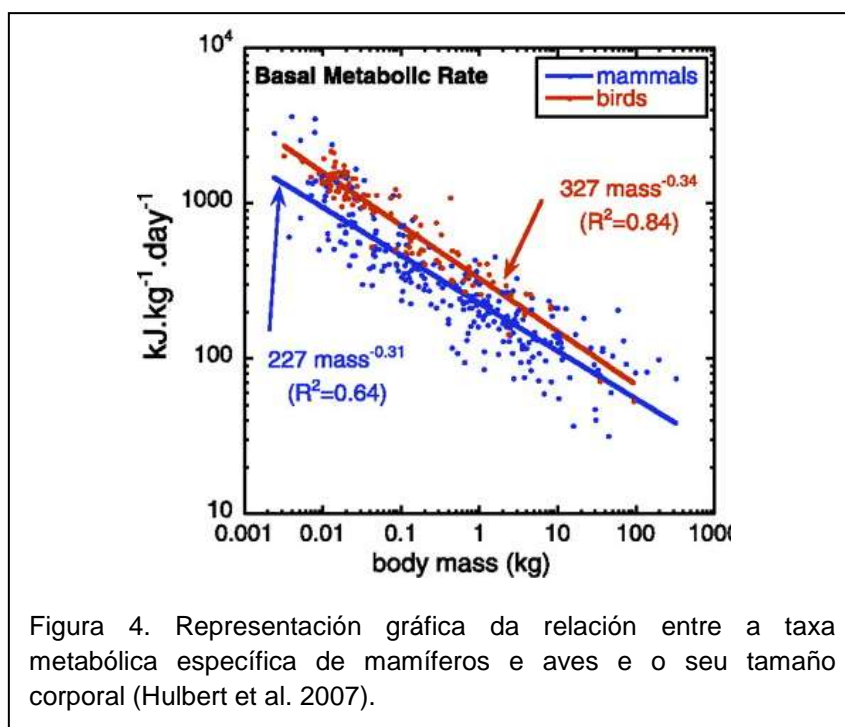 10⁴
1000
100
10
kJ.kg⁻¹.day⁻¹
Basal Metabolic Rate
mammals
birds
327 mass⁻⁰·³⁴
(R²=0.84)
227 mass⁻⁰·³¹
(R²=0.64)
0.001 0.01 0.1 1 10 100 1000
body mass (kg)
Figura 4. Representación gráfica da relación entre a taxa
metabólica específica de mamíferos e aves e o seu tamaño
corporal (Hulbert et al. 2007).